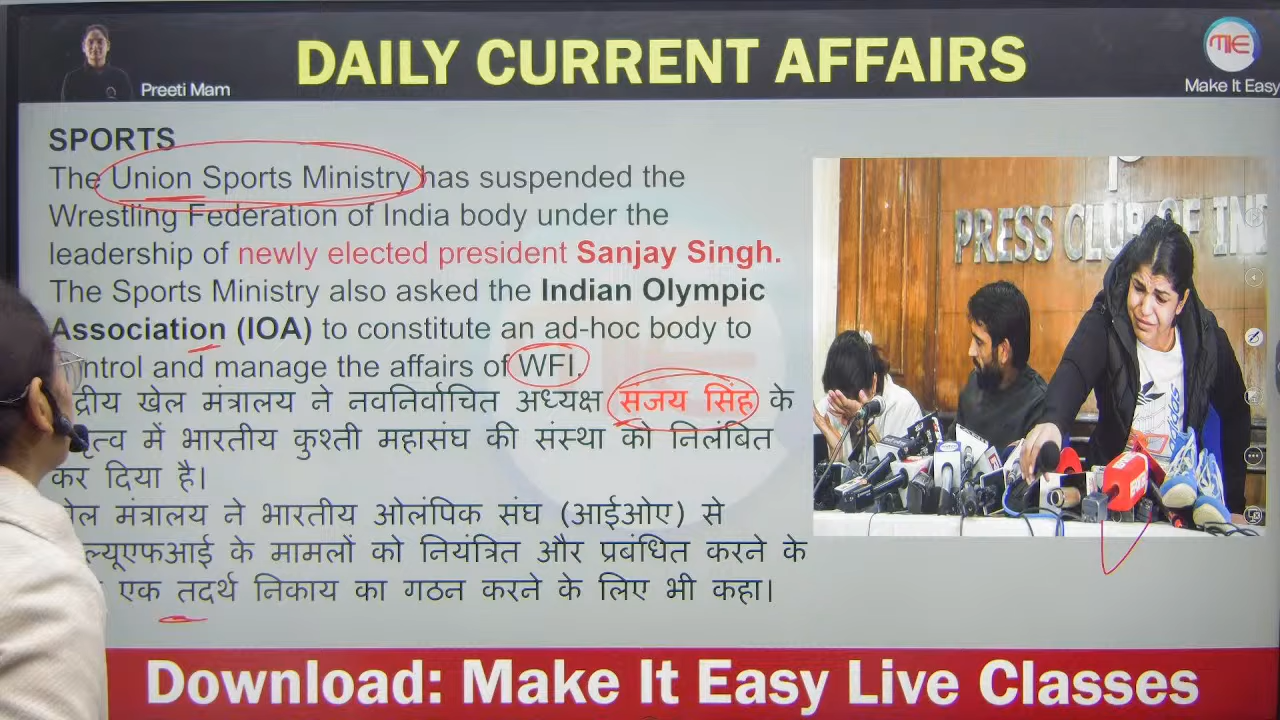 DAILY CURRENT AFFAIRS
Preeti Mam
MIE
Make It Easy
SPORTS
The Union Sports Ministry has suspended the
Wrestling Federation of India body under the
leadership of newly elected president Sanjay Singh.
The Sports Ministry also asked the Indian Olympic
Association (IOA) to constitute an ad-hoc body to
and manage the affairs of WFI.
खेल मंत्रालय ने नवनिर्वाचित अध्यक्ष संजय सिंह के
में भारतीय कुश्ती महासंघ की संस्था को निलंबित
कर दिया है।
मंत्रालय ने भारतीय ओलंपिक संघ (आईओए) से
के मामलों को नियंत्रित और प्रबंधित करने के
एक तदर्थ निकाय का गठन करने के लिए भी कहा।
PRESS CLUB OF IND
adidas
Download: Make It Easy Live Classes